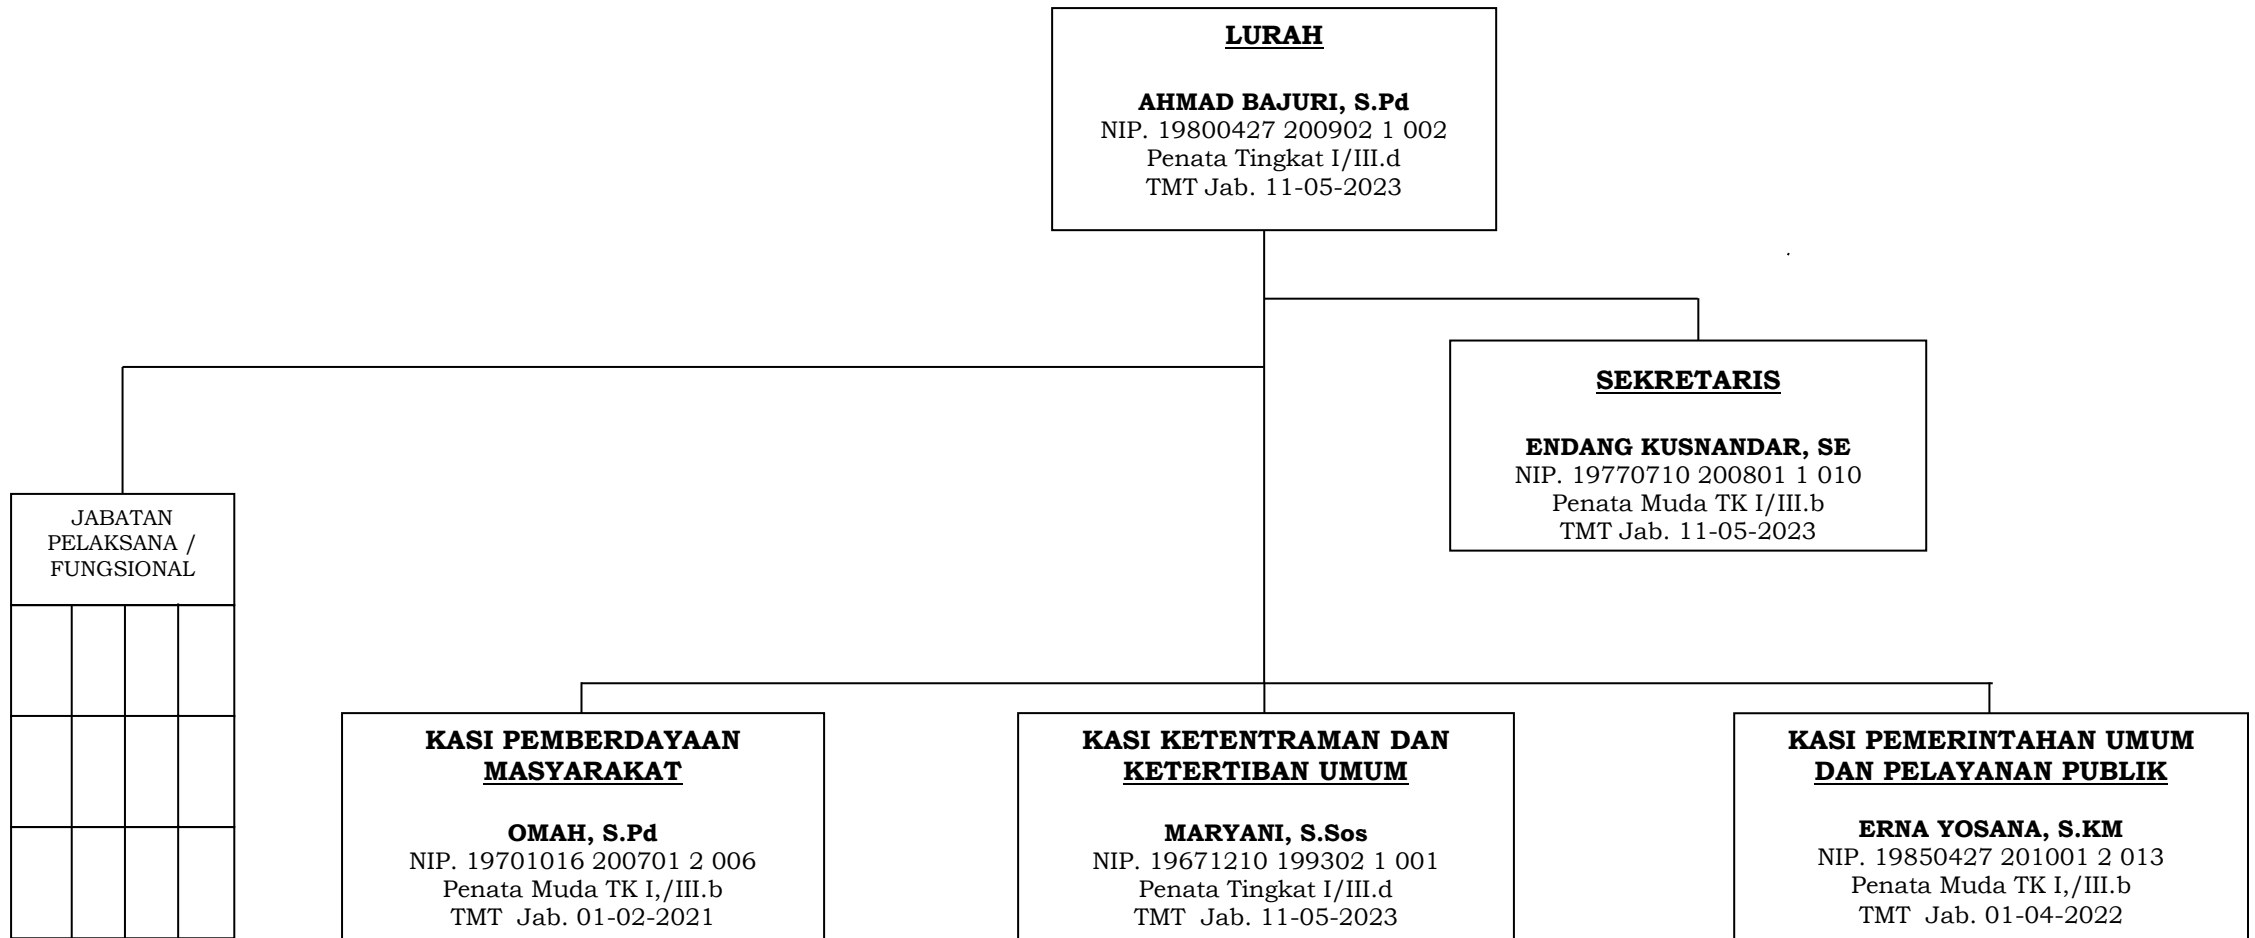 LURAH
AHMAD BAJURI, S.Pd
NIP. 19800427 200902 1 002
Penata Tingkat I/III.d
TMT Jab. 11-05-2023
SEKRETARIS
ENDANG KUSNANDAR, SE
NIP. 19770710 200801 1 010
Penata Muda TK I/III.b
TMT Jab. 11-05-2023
JABATAN
PELAKSANA /
FUNGSIONAL
KASI PEMBERDAYAAN
MASYARAKAT
OMAH, S.Pd
NIP. 19701016 200701 2 006
Penata Muda TK I,/III.b
TMT  Jab. 01-02-2021
KASI KETENTRAMAN DAN
KETERTIBAN UMUM
MARYANI, S.Sos
NIP. 19671210 199302 1 001
Penata Tingkat I/III.d
TMT  Jab. 11-05-2023
KASI PEMERINTAHAN UMUM
DAN PELAYANAN PUBLIK
ERNA YOSANA, S.KM
NIP. 19850427 201001 2 013
Penata Muda TK I,/III.b
TMT  Jab. 01-04-2022